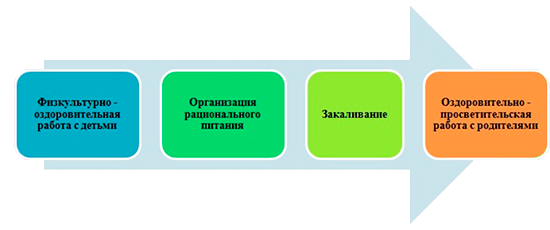 Физкультурно -
оздоровительная
работа с детьми
Организация
рационального
питания
Закаливание
Оздоровительно -
просветительская
работа с родителями